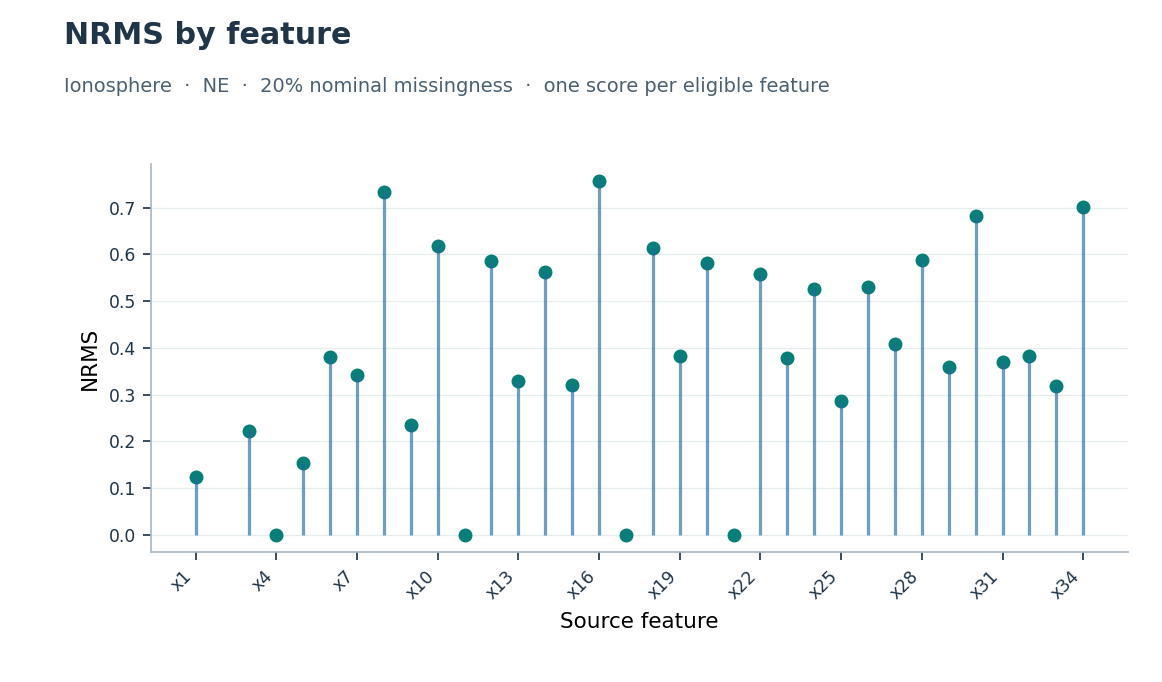 NRMS by feature
Ionosphere · NE · 20% nominal missingness · one score per eligible feature
NRMS
0.7
0.6
0.5
0.4
0.3
0.2
0.1
0.0
x1 x4 x7 x10 x13 x16 x19 x22 x25 x28 x31 x34
Source feature